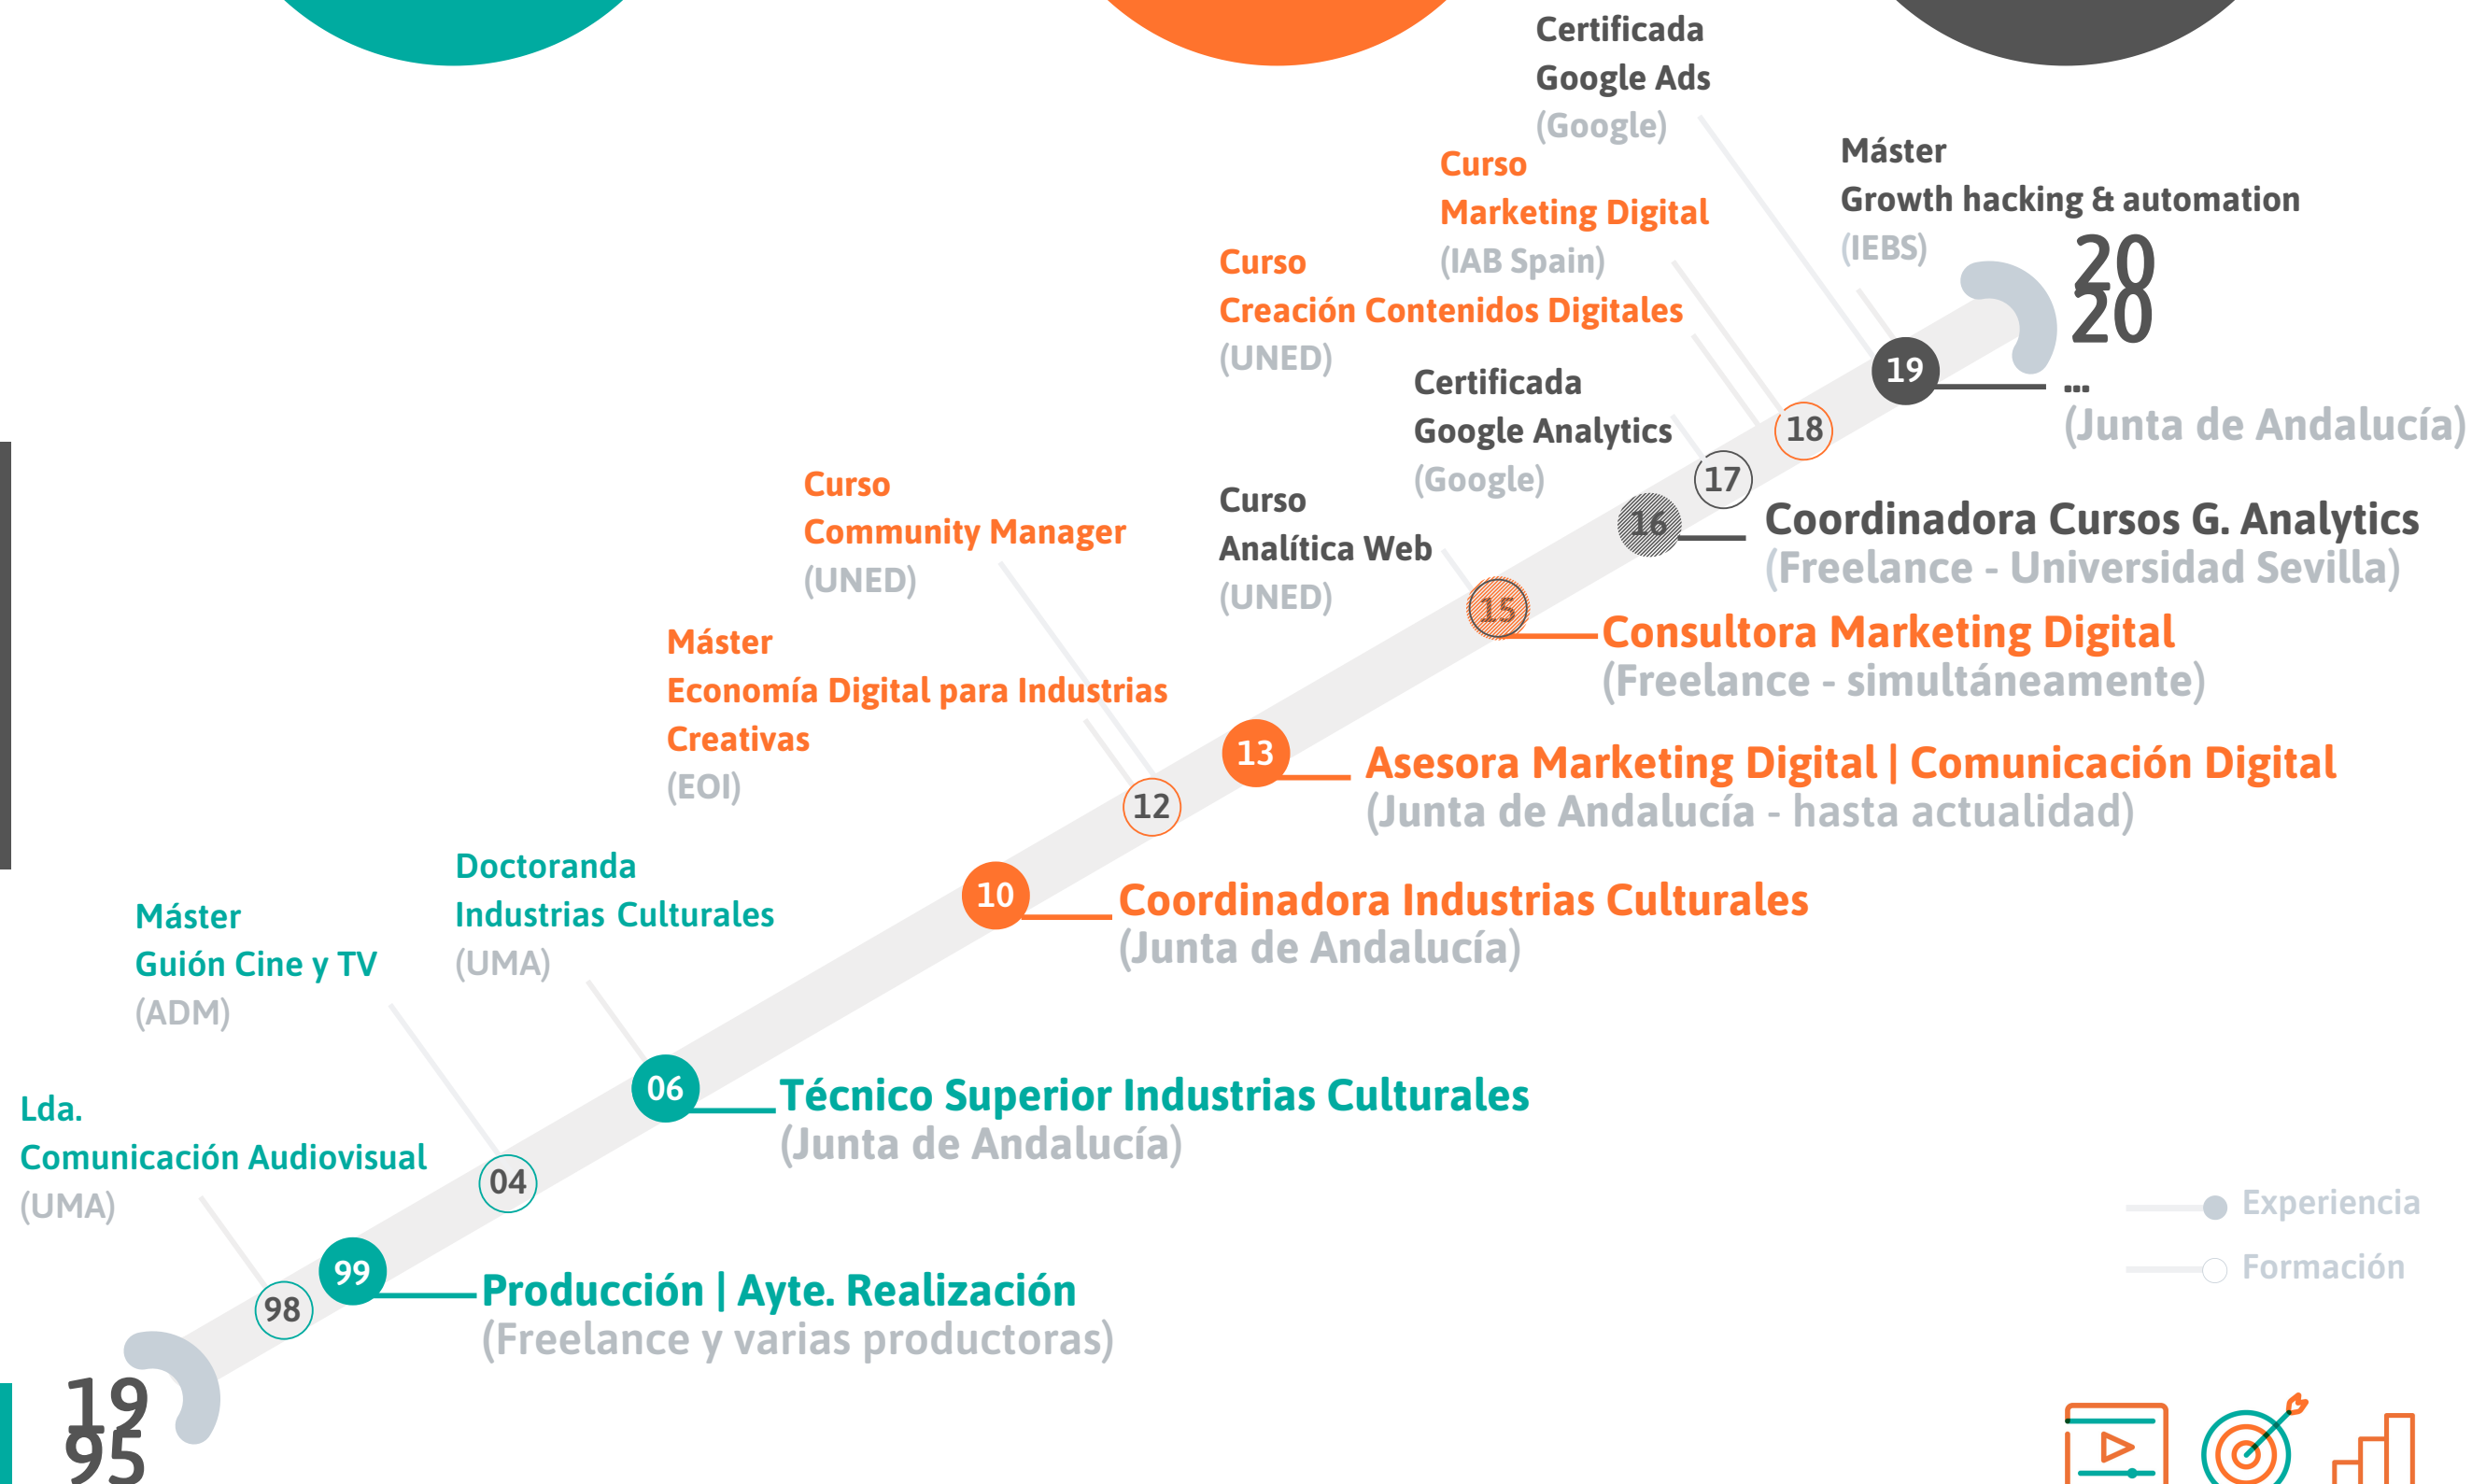 Certificada
Google Ads
(Google)
Máster
Growth hacking & automation
(IEBS)
20
20
Curso
Marketing Digital
(IAB Spain)
Curso
Creación Contenidos Digitales
(UNED)
19
...
(Junta de Andalucía)
Certificada
Google Analytics
(Google)
18
17
Curso
Analítica Web
(UNED)
16
Coordinadora Cursos G. Analytics
(Freelance - Universidad Sevilla)
Curso
Community Manager
(UNED)
15
Consultora Marketing Digital
(Freelance - simultáneamente)
Máster
Economía Digital para Industrias
Creativas
(EOI)
13
Asesora Marketing Digital | Comunicación Digital
(Junta de Andalucía - hasta actualidad)
12
10
Coordinadora Industrias Culturales
(Junta de Andalucía)
Doctoranda
Industrias Culturales
(UMA)
Máster
Guión Cine y TV
(ADM)
06
Técnico Superior Industrias Culturales
(Junta de Andalucía)
Lda.
Comunicación Audiovisual
(UMA)
04
99
Producción | Ayte. Realización
(Freelance y varias productoras)
98
19
95
Experiencia
Formación